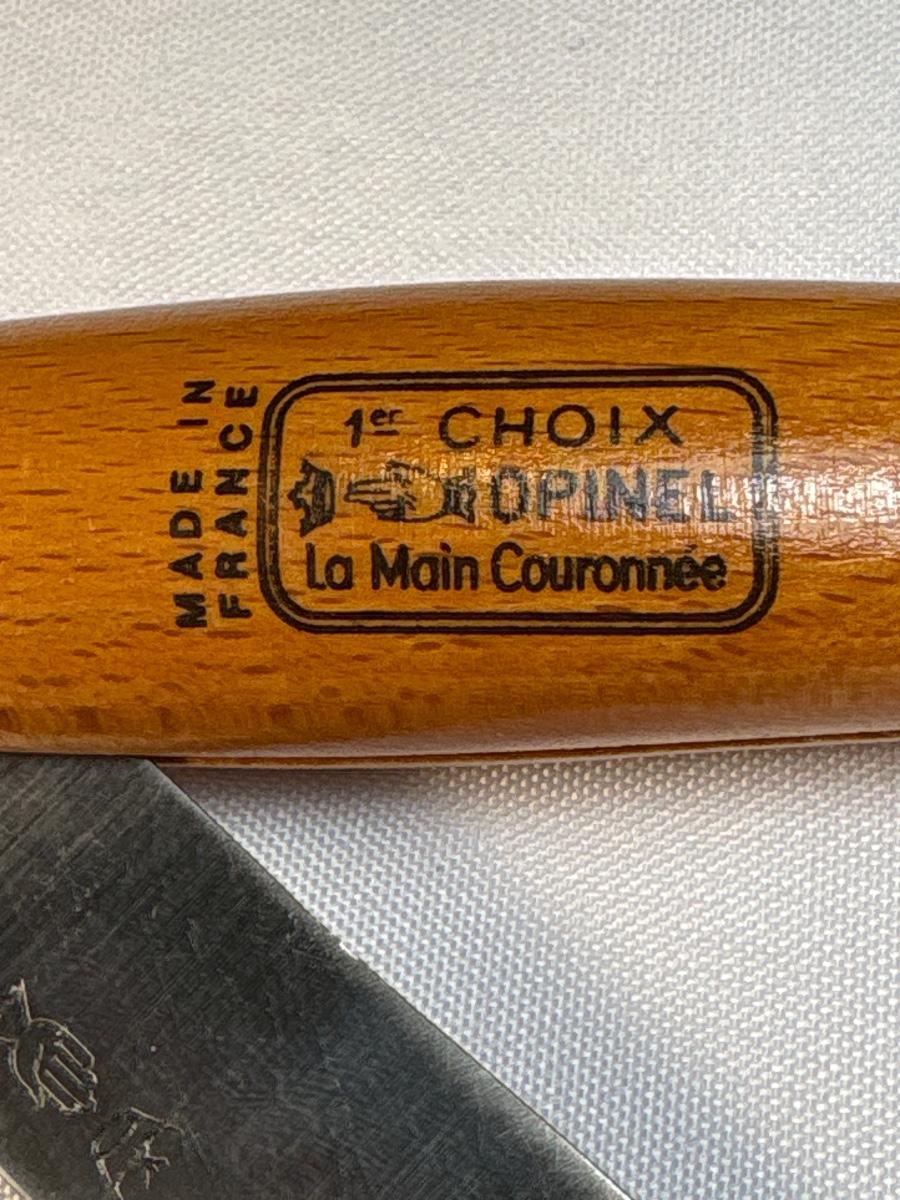 MADE IN
FRANCE
1er CHOIX
OPINEL
La Main Couronnée